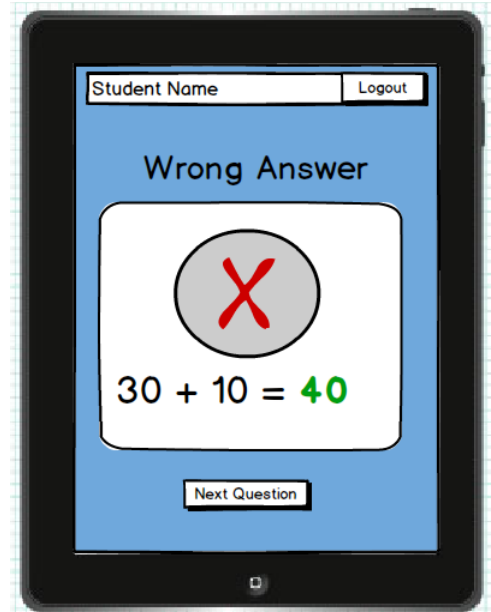 Student Name Logout
Wrong Answer
X
30 + 10 = 40
Next Question